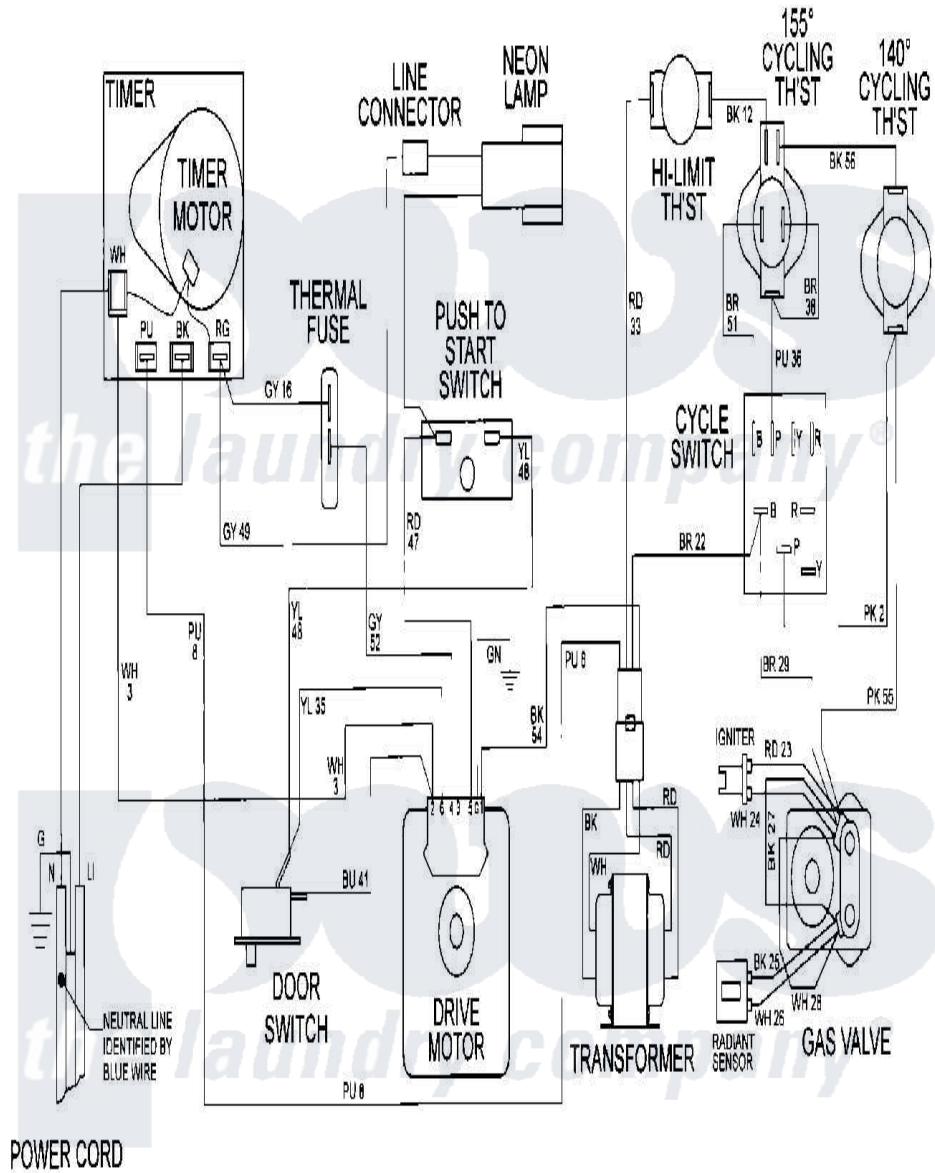 155°
CYCLING
TH'ST
140°
CYCLING
TH'ST
NEON
LAMP
LINE
CONNECTOR
TIMER
TIMER
MOTOR
BK 12
BK 56
HI-LIMIT
TH'ST
WH
THERMAL
FUSE
PUSH TO
START
SWITCH
RD
33
BR
51
BR
38
PU
BK
RG
PU 36
GY 16
CYCLE
SWITCH
B P Y R
the laundry company®
YL
48
GY 49
RD
47
B R
BR 22
P
Y
YL
48
GY
52
PU
8
PK 2
GN
PU 6
WH
3
BR 29
YL 35
PK 55
BK
54
IGNITER
RD 23
WH
3
2 6 4 3 5 G 1
BK
RD
WH 24
BK 27
G
N
LI
WH
RD
BU 41
BK 25
DOOR
SWITCH
DRIVE
MOTOR
WH 28
WH 26
NEUTRAL LINE
IDENTIFIED BY
BLUE WIRE
TRANSFORMER
RADIANT
SENSOR
GAS VALVE
the laundry company
PU 8
POWER CORD